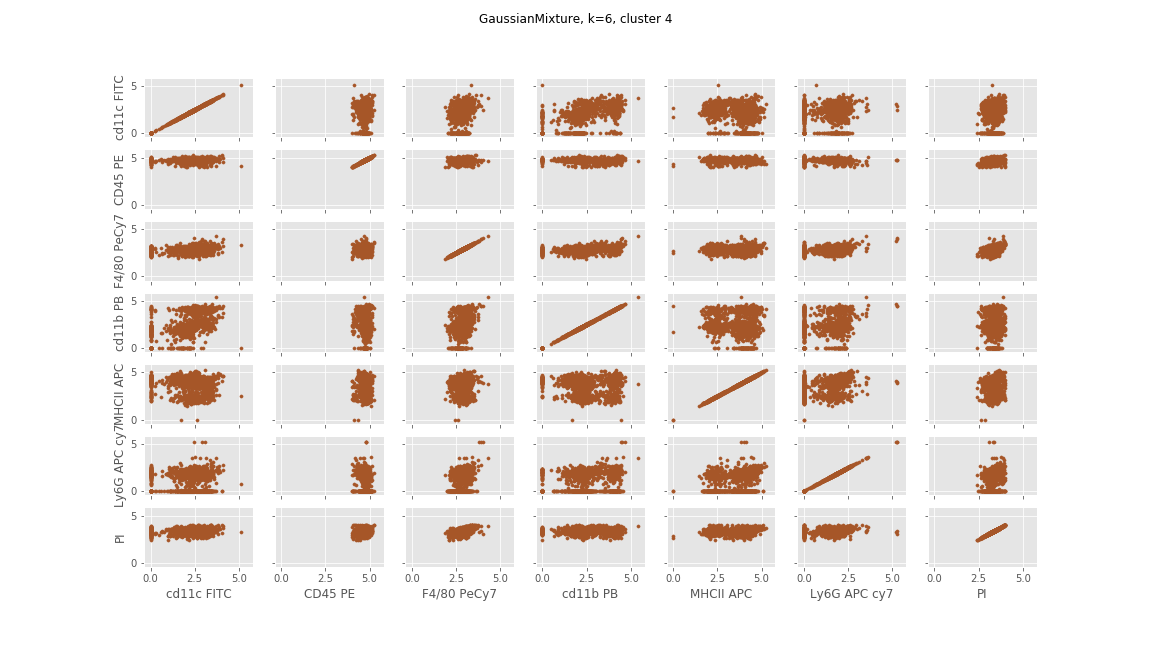 GaussianMixture, k=6, cluster 4
cd11c FITC
5
0
CD45 PE
5
0
F4/80 PeCy7
5
0
cd11b PB
5
0
MHCII APC
5
0
Ly6G APC cy7
5
0
PI
5
0
0.0 2.5 5.0 0.0 2.5 5.0 0.0 2.5 5.0 0.0 2.5 5.0 0.0 2.5 5.0 0.0 2.5 5.0 0.0 2.5 5.0
cd11c FITC CD45 PE F4/80 PeCy7 cd11b PB MHCII APC Ly6G APC cy7 PI